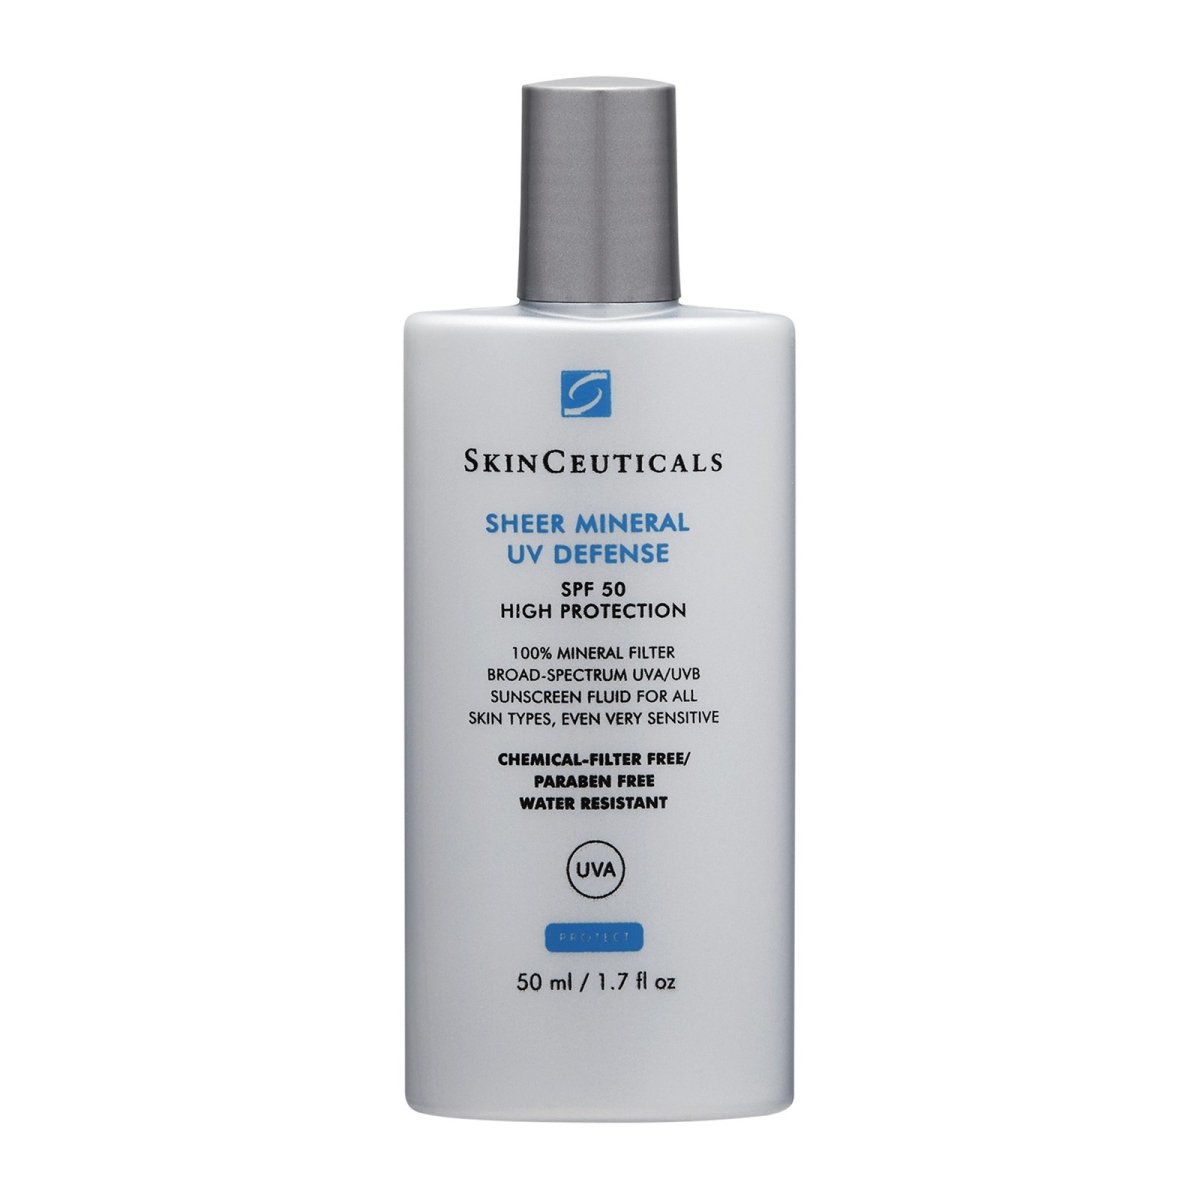 SKINCEUTICALS
SHEER MINERAL
UV DEFENSE
SPF 50
HIGH PROTECTION
100% MINERAL FILTER
BROAD-SPECTRUM UVA/UVB
SUNSCREEN FLUID FOR ALL
SKIN TYPES, EVEN VERY SENSITIVE
CHEMICAL-FILTER FREE/
PARABEN FREE
WATER RESISTANT
UVA
PROTECT
50 ml / 1.7 fl oz